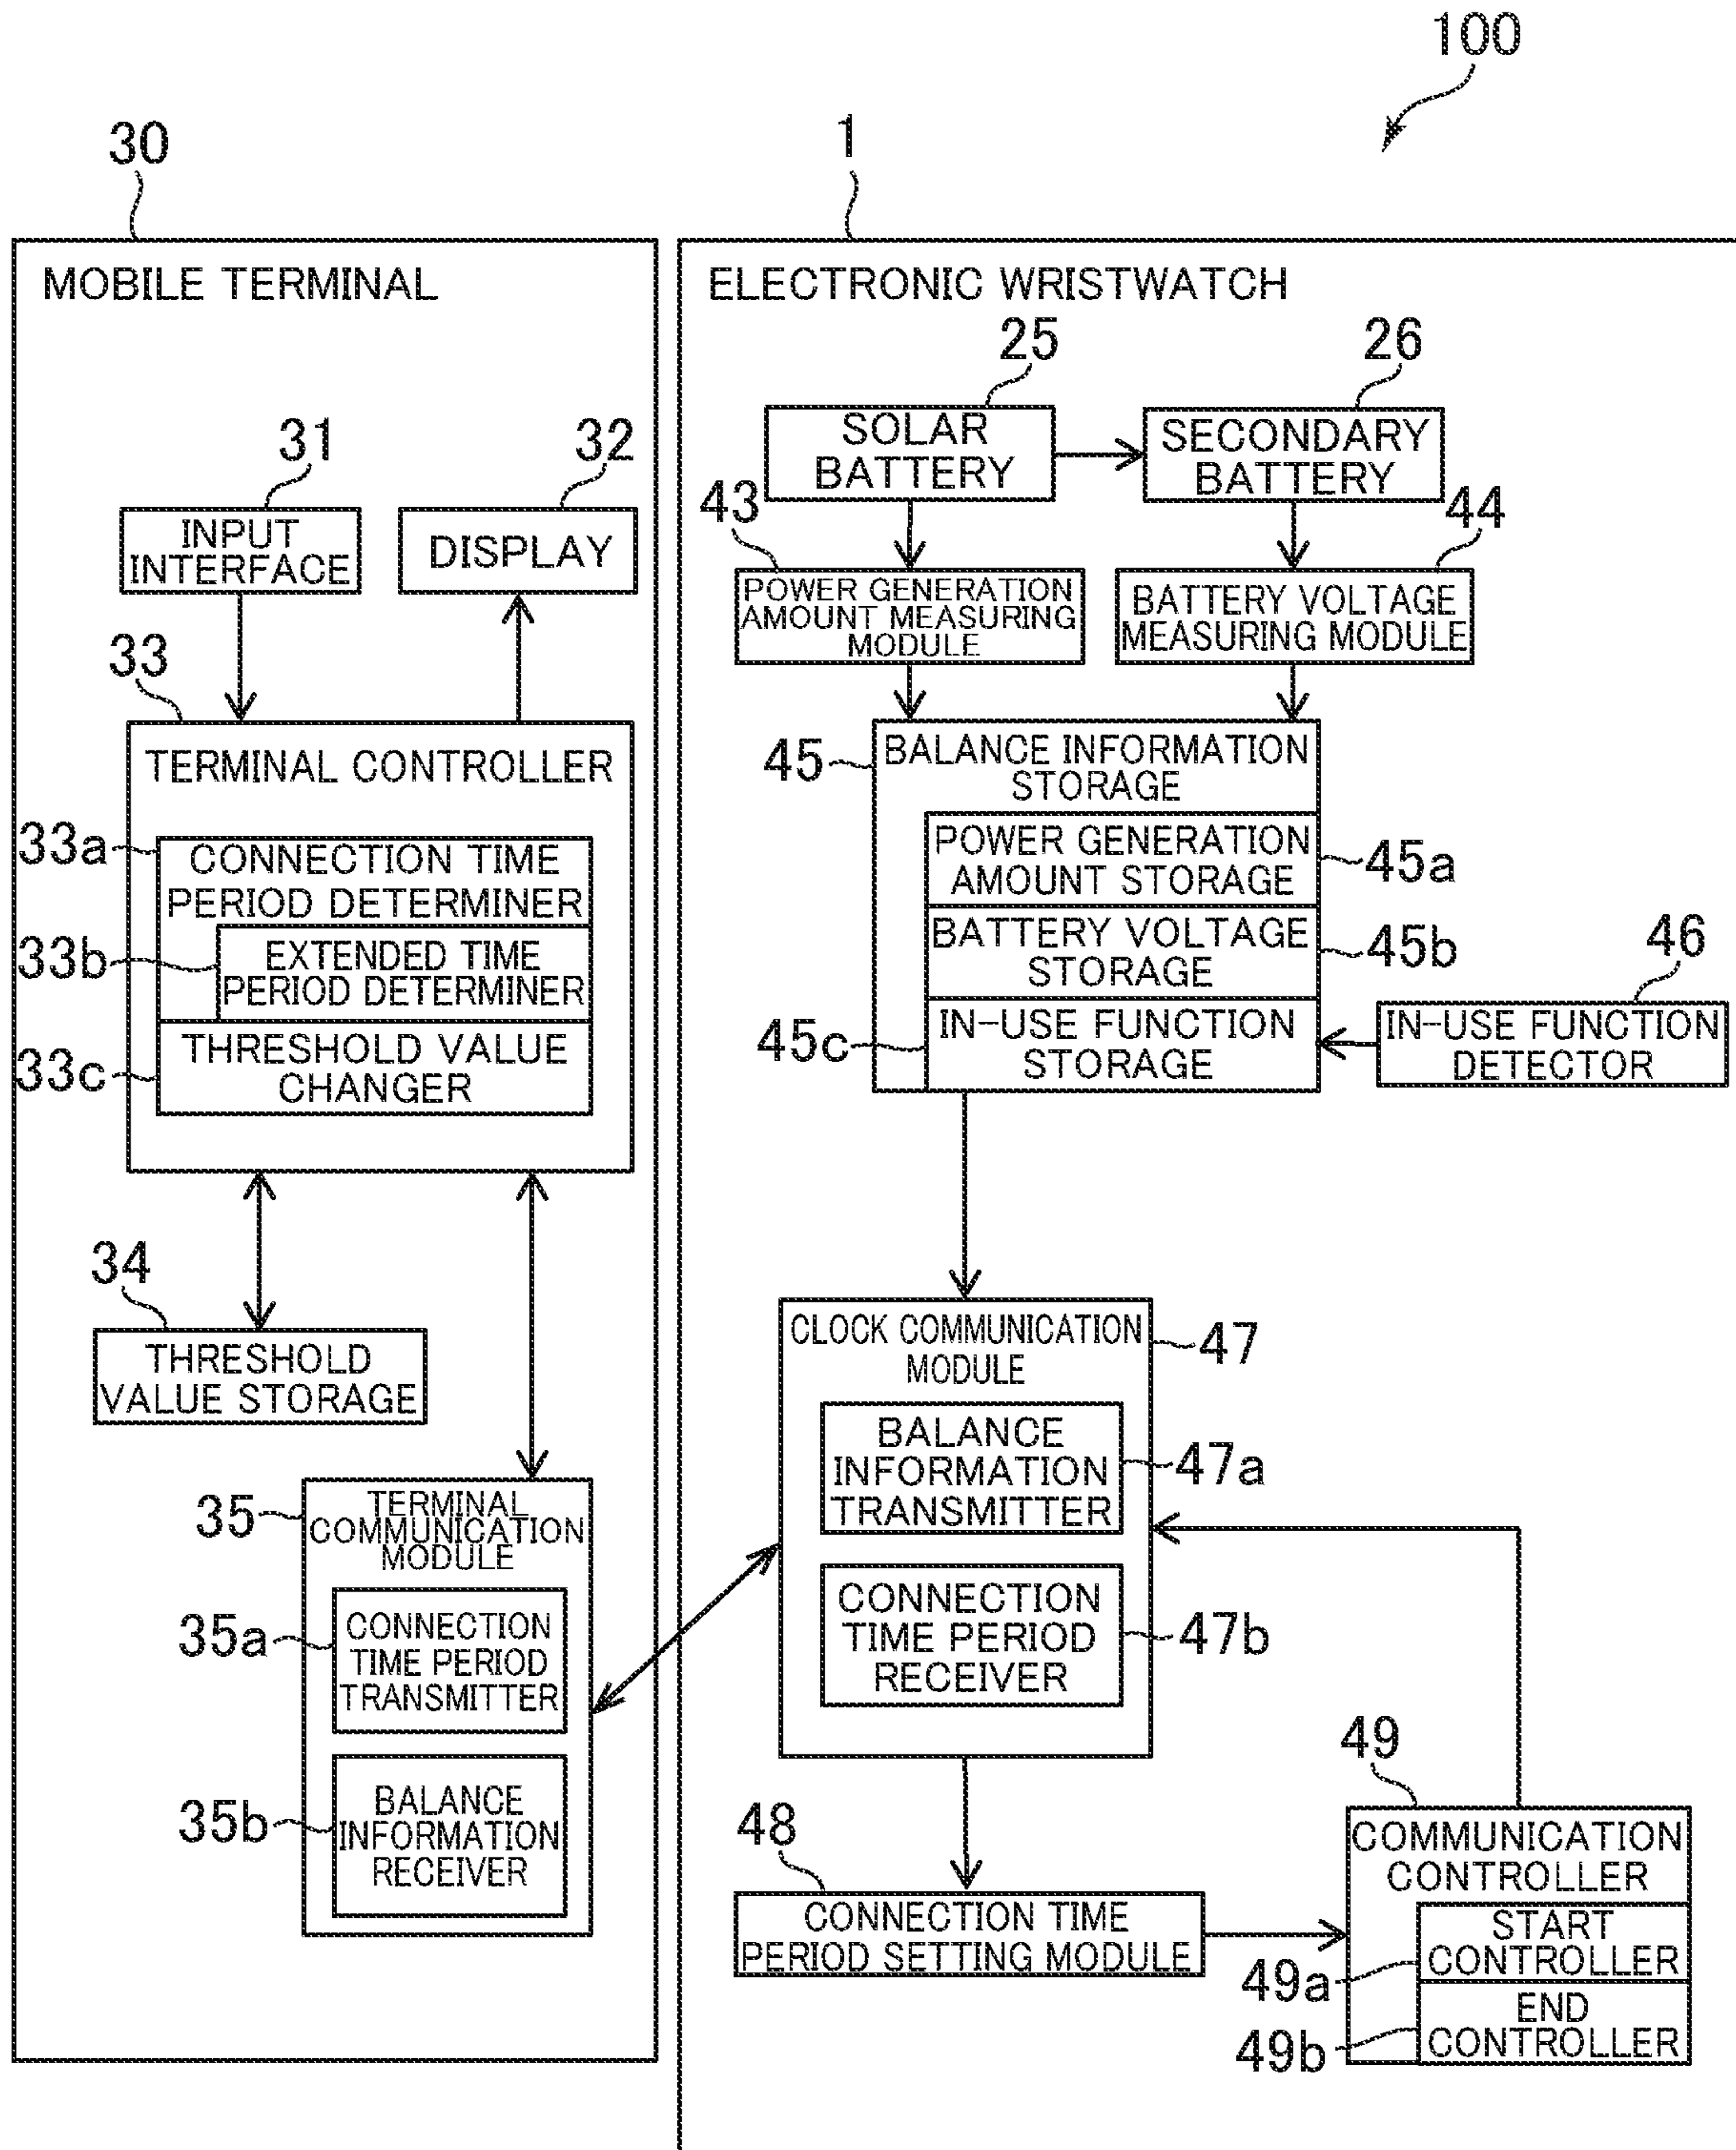 100
30
1
MOBILE TERMINAL
ELECTRONIC WRISTWATCH
31
32
INPUT
INTERFACE
DISPLAY
33
TERMINAL CONTROLLER
33a
CONNECTION TIME
PERIOD DETERMINER
33b
EXTENDED TIME
PERIOD DETERMINER
33c
THRESHOLD VALUE
CHANGER
34
THRESHOLD
VALUE STORAGE
35
TERMINAL
COMMUNICATION
MODULE
35a
CONNECTION
TIME PERIOD
TRANSMITTER
35b
BALANCE
INFORMATION
RECEIVER
25
26
SOLAR
BATTERY
SECONDARY
BATTERY
43
44
POWER GENERATION
AMOUNT MEASURING
MODULE
BATTERY VOLTAGE
MEASURING MODULE
45
BALANCE INFORMATION
STORAGE
POWER GENERATION
AMOUNT STORAGE
45a
BATTERY VOLTAGE
STORAGE
45b
46
45c
IN-USE FUNCTION
STORAGE
IN-USE FUNCTION
DETECTOR
CLOCK COMMUNICATION
MODULE
47
BALANCE
INFORMATION
TRANSMITTER
47a
CONNECTION
TIME PERIOD
RECEIVER
47b
48
CONNECTION TIME
PERIOD SETTING MODULE
49
COMMUNICATION
CONTROLLER
START
CONTROLLER
49a
END
CONTROLLER
49b